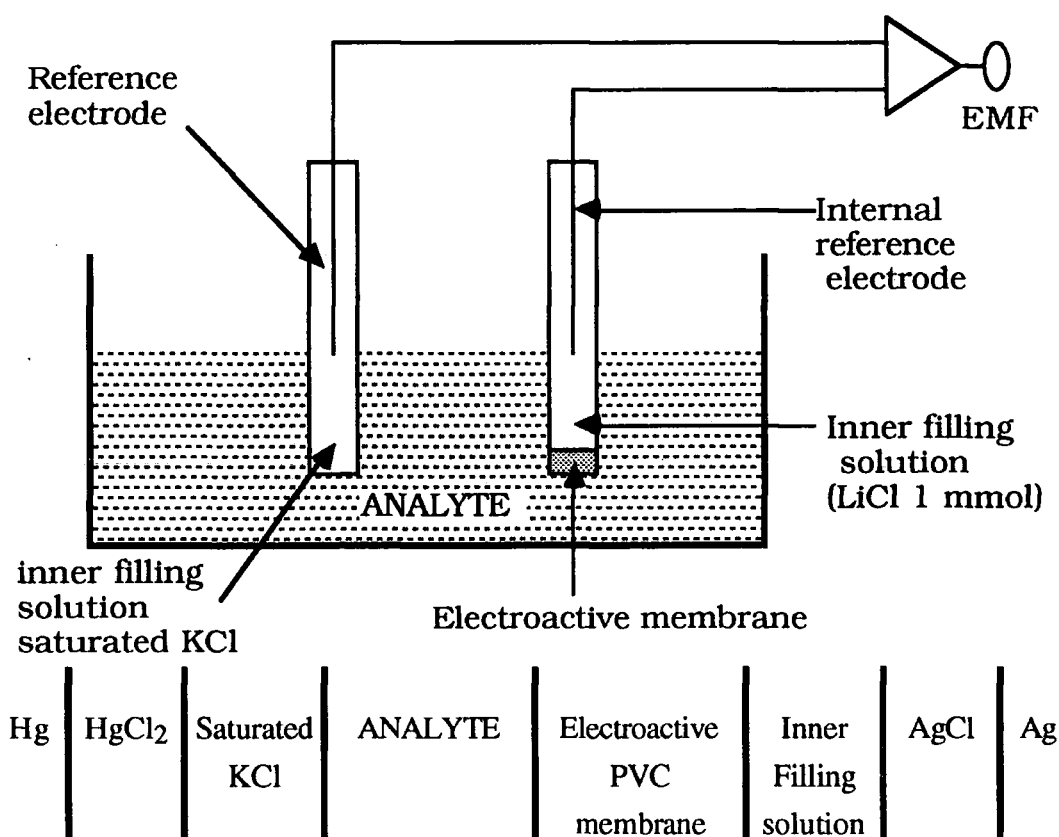 Reference
electrode
EMF
Internal
reference
electrode
Inner filling
solution
(LiCl 1 mmol)
ANALYTE
inner filling
solution
saturated KCl
Electroactive membrane
Hg
HgCl2
Saturated
KCl
ANALYTE
Electroactive
PVC
membrane
Inner
Filling
solution
AgCl
Ag